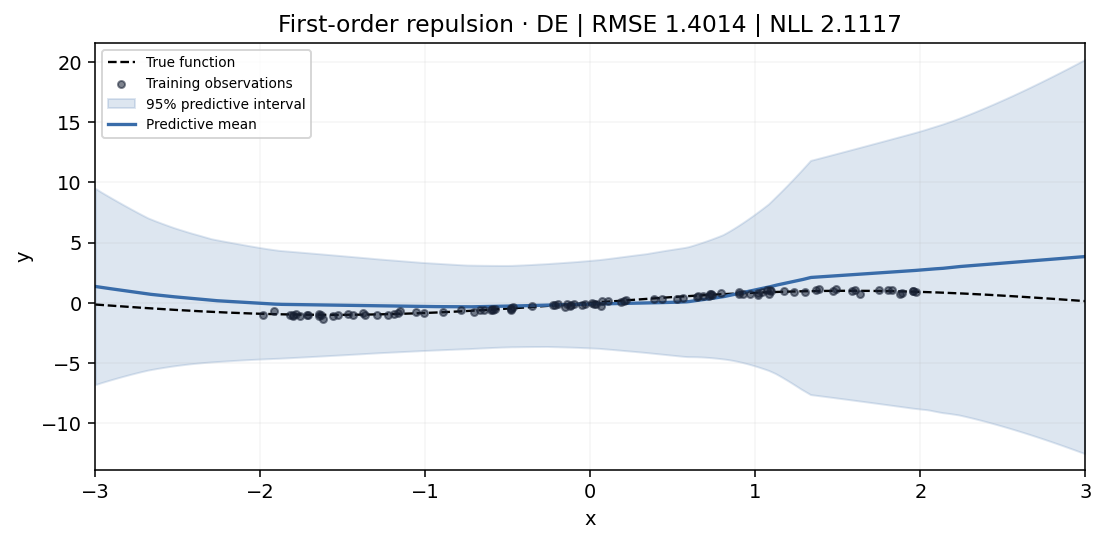 First-order repulsion · DE | RMSE 1.4014 | NLL 2.1117
True function
Training observations
95% predictive interval
Predictive mean
20
15
10
5
0
−5
−10
y
−3
−2
−1
0
1
2
3
x